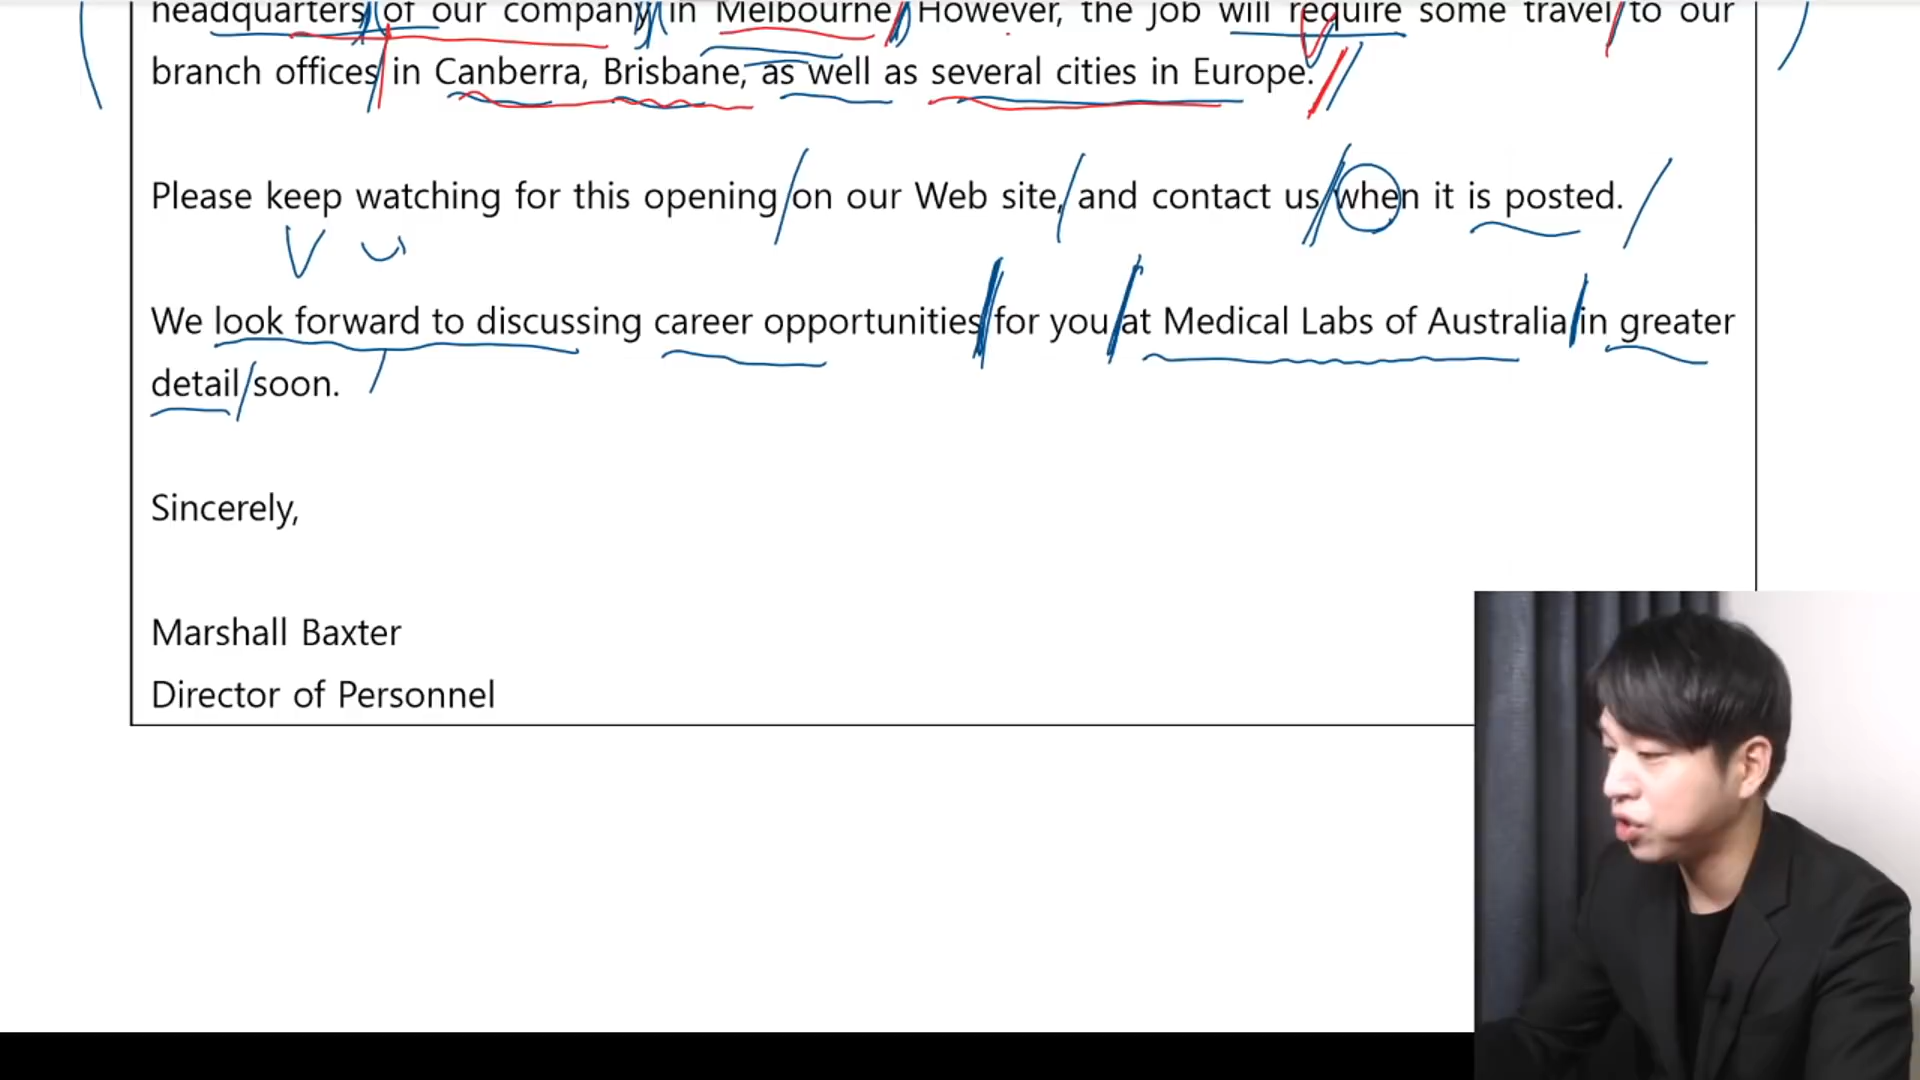 headquarters of our company in Melbourne. However, the job will require some travel to our
branch offices in Canberra, Brisbane, as well as several cities in Europe.
Please keep watching for this opening on our Web site, and contact us when it is posted.
We look forward to discussing career opportunities for you at Medical Labs of Australia in greater
detail soon.
Sincerely,
Marshall Baxter
Director of Personnel